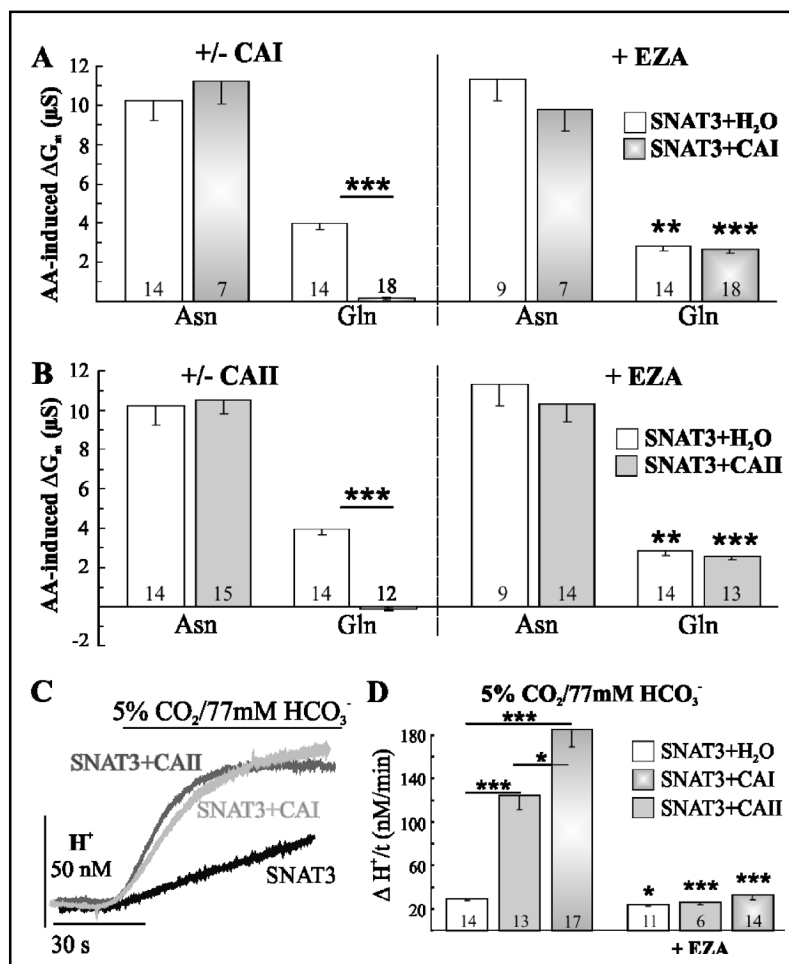 A
+/- CAI
+ EZA
AA-induced ΔGm (µS)
12
10
8
6
4
2
SNAT3+H2O
SNAT3+CAI
***
**
***
14
7
14
18
9
7
14
18
Asn
Gln
Asn
Gln
B
+/- CAII
+ EZA
AA-induced ΔGm (µS)
12
10
8
6
4
2
-2
SNAT3+H2O
SNAT3+CAII
***
**
***
14
15
14
12
9
14
14
13
Asn
Gln
Asn
Gln
C
5% CO2/77mM HCO3-
SNAT3+CAII
SNAT3+CAI
SNAT3
H+
50 nM
30 s
D
5% CO2/77mM HCO3-
Δ H+/t (nM/min)
180
140
100
60
20
***
***
*
SNAT3+H2O
SNAT3+CAI
SNAT3+CAII
*
***
***
14
13
17
11
6
14
+ EZA